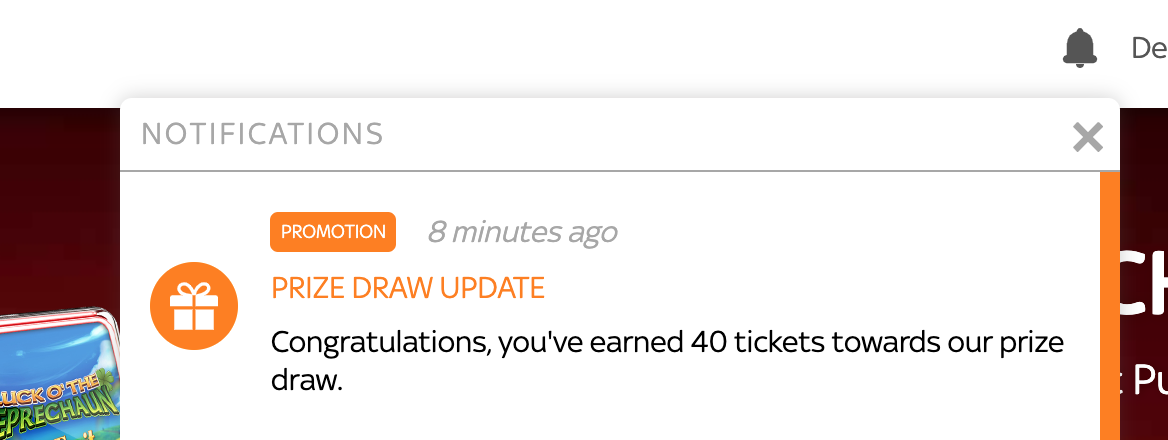 De
NOTIFICATIONS
PROMOTION 8 minutes ago
PRIZE DRAW UPDATE
Congratulations, you've earned 40 tickets towards our prize
draw.
CH
Pu
LUCK O' THE
EPRECHAUN